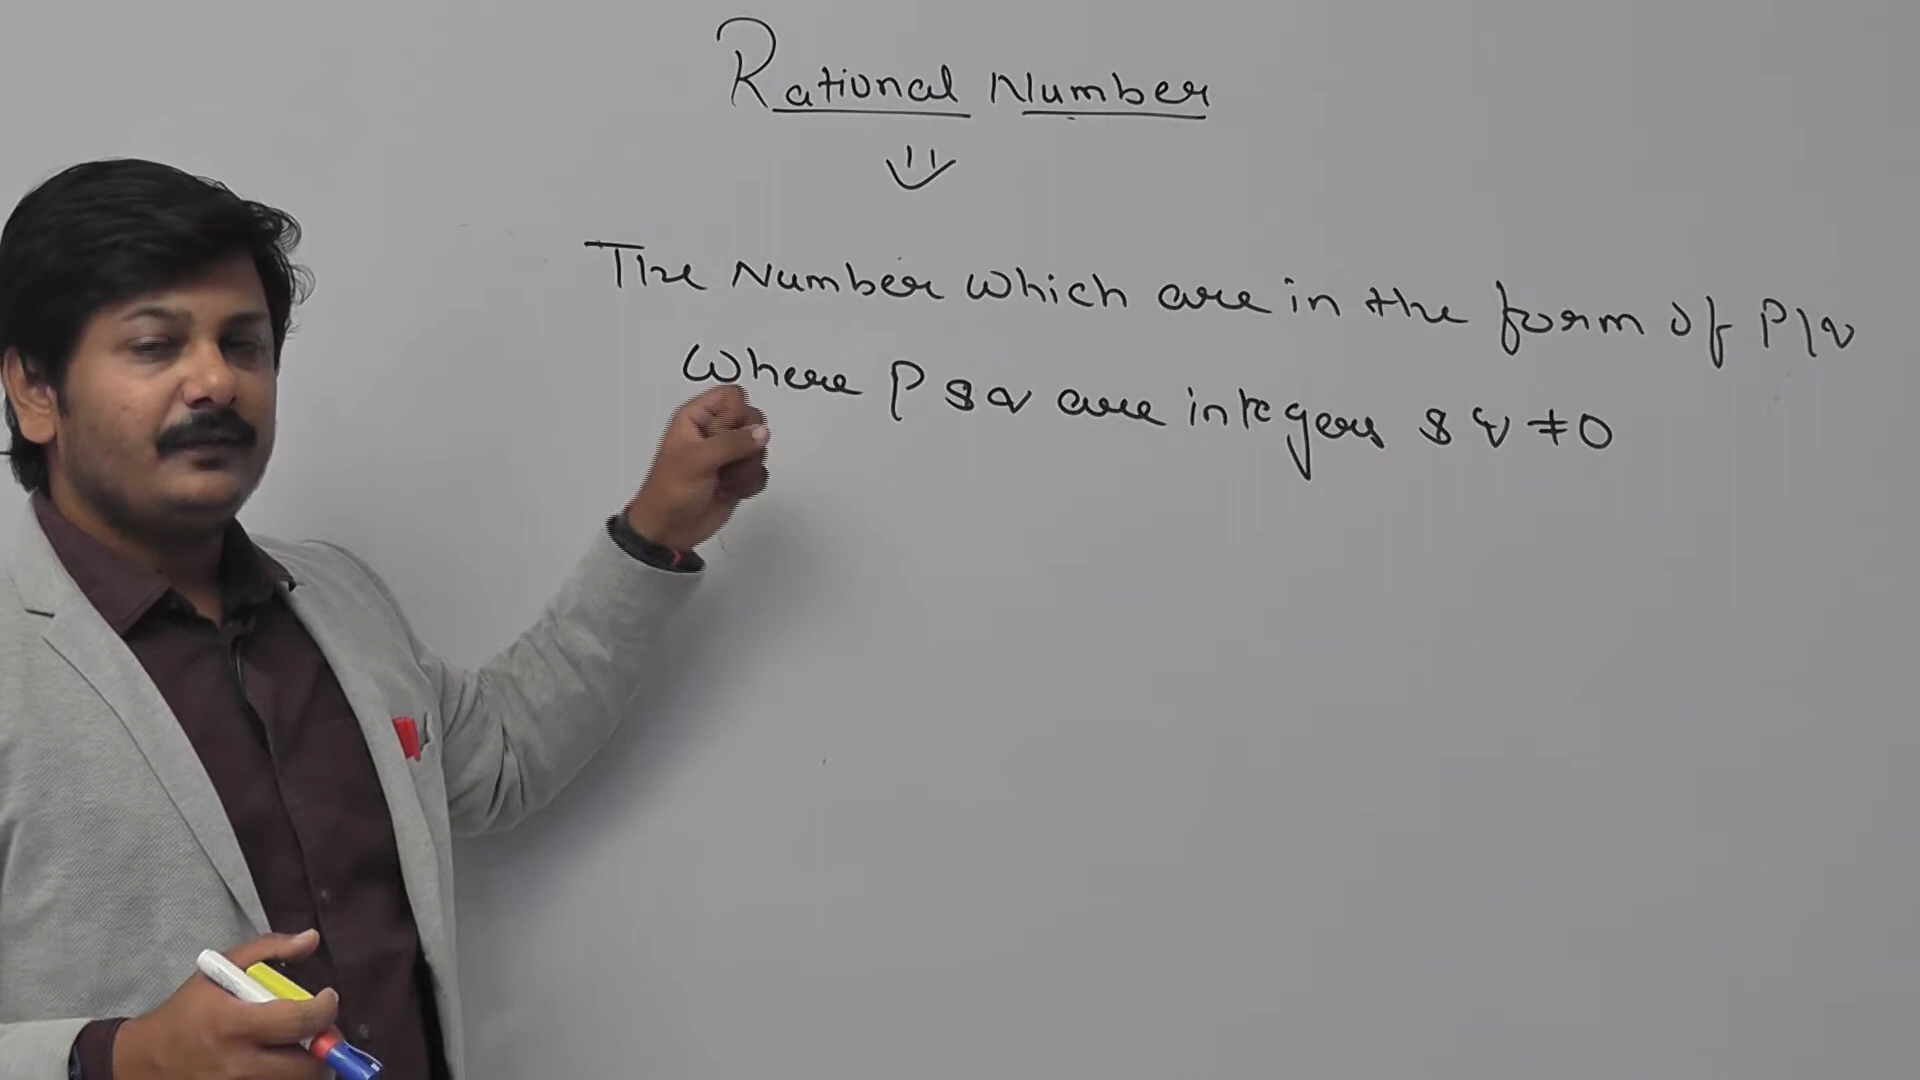 Rational Number
The Number which are in the form of P/q
where P & q are integers & q ≠ 0